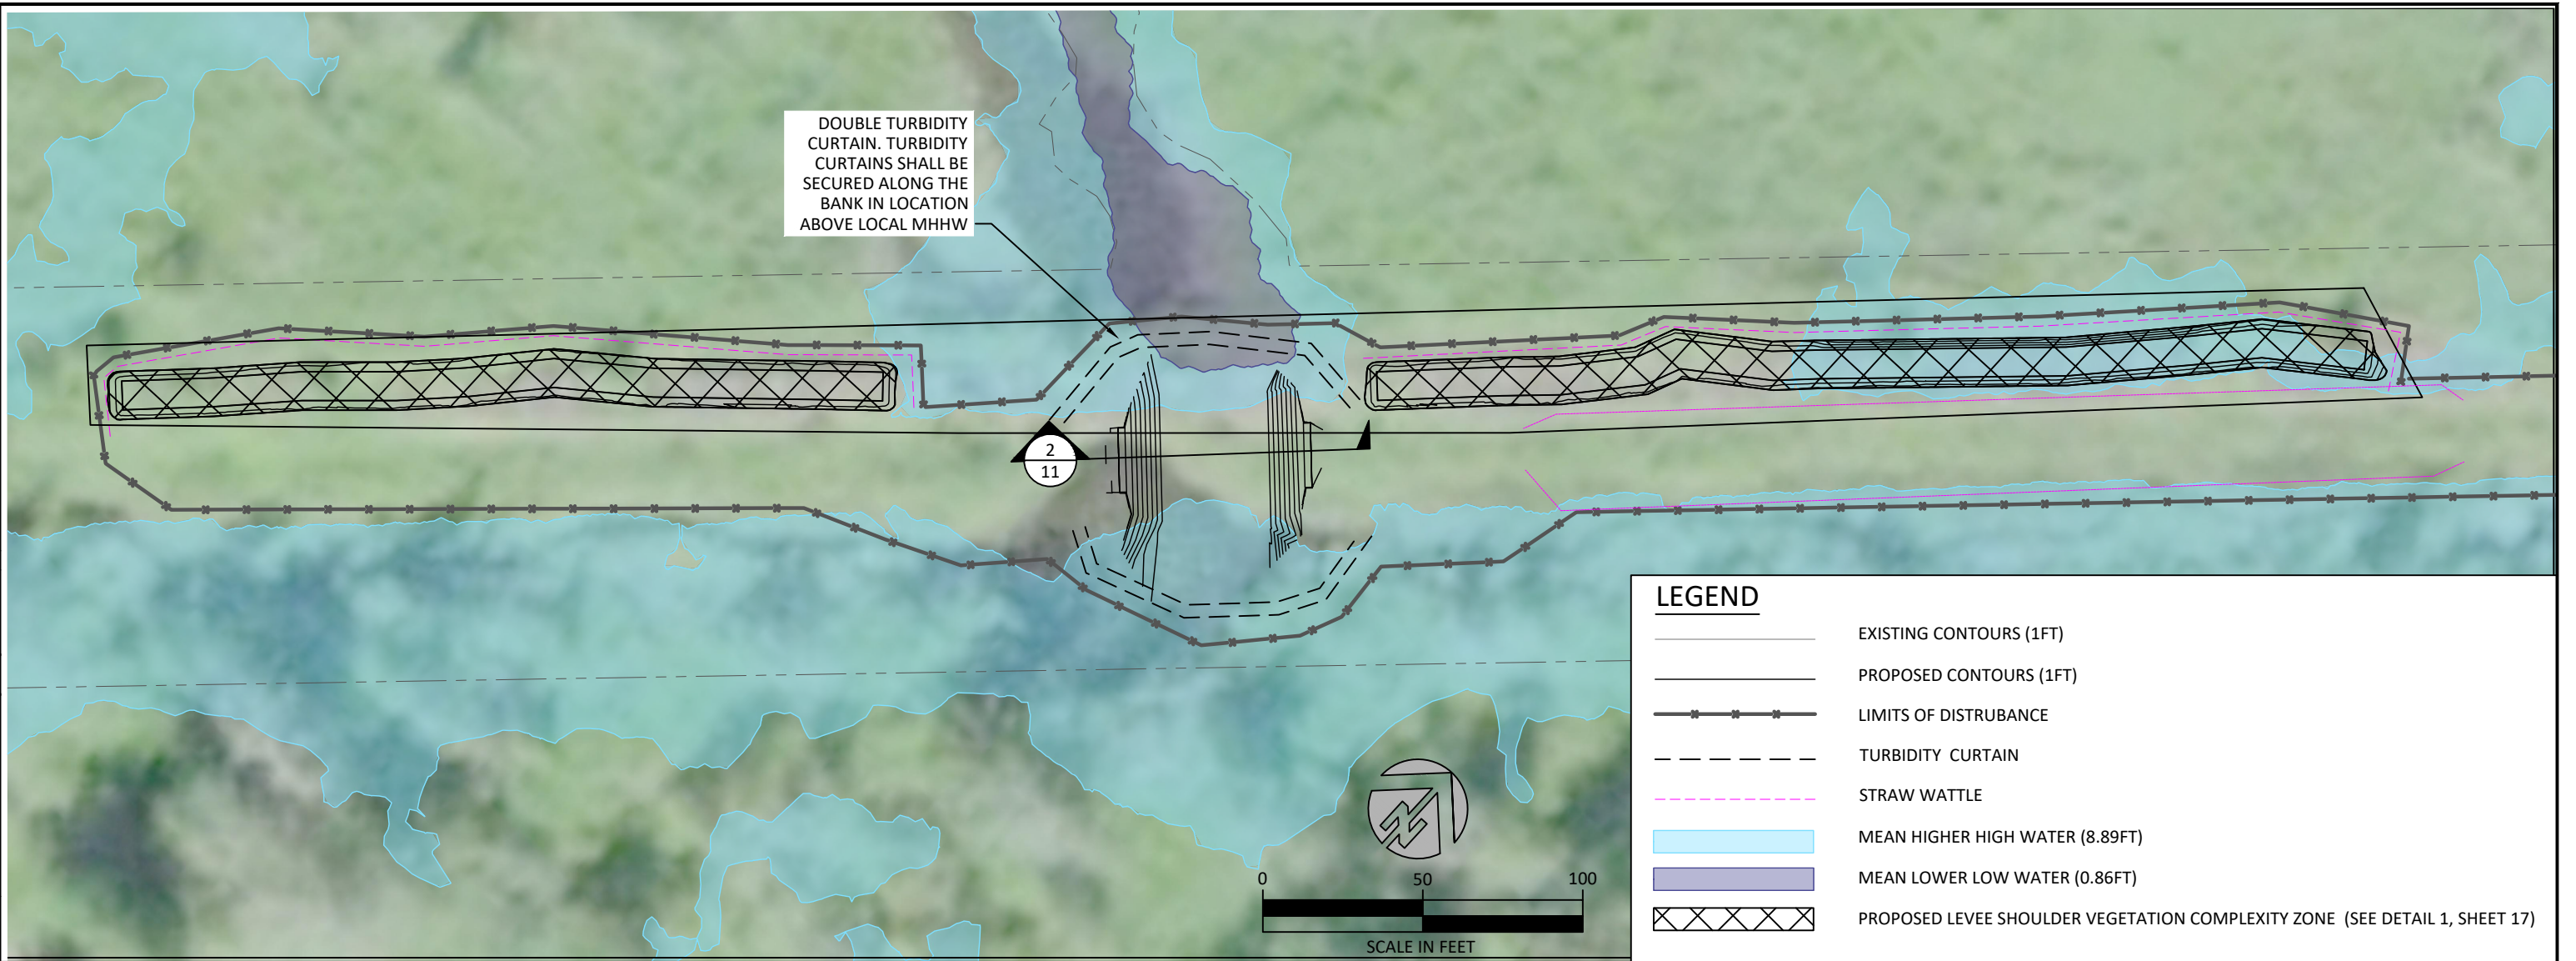 DOUBLE TURBIDITY
CURTAIN. TURBIDITY
CURTAINS SHALL BE
SECURED ALONG THE
BANK IN LOCATION
ABOVE LOCAL MHHW
2
11
LEGEND
EXISTING CONTOURS (1FT)
PROPOSED CONTOURS (1FT)
LIMITS OF DISTRUBANCE
TURBIDITY CURTAIN
STRAW WATTLE
MEAN HIGHER HIGH WATER (8.89FT)
MEAN LOWER LOW WATER (0.86FT)
PROPOSED LEVEE SHOULDER VEGETATION COMPLEXITY ZONE (SEE DETAIL 1, SHEET 17)
N
0 50 100
SCALE IN FEET